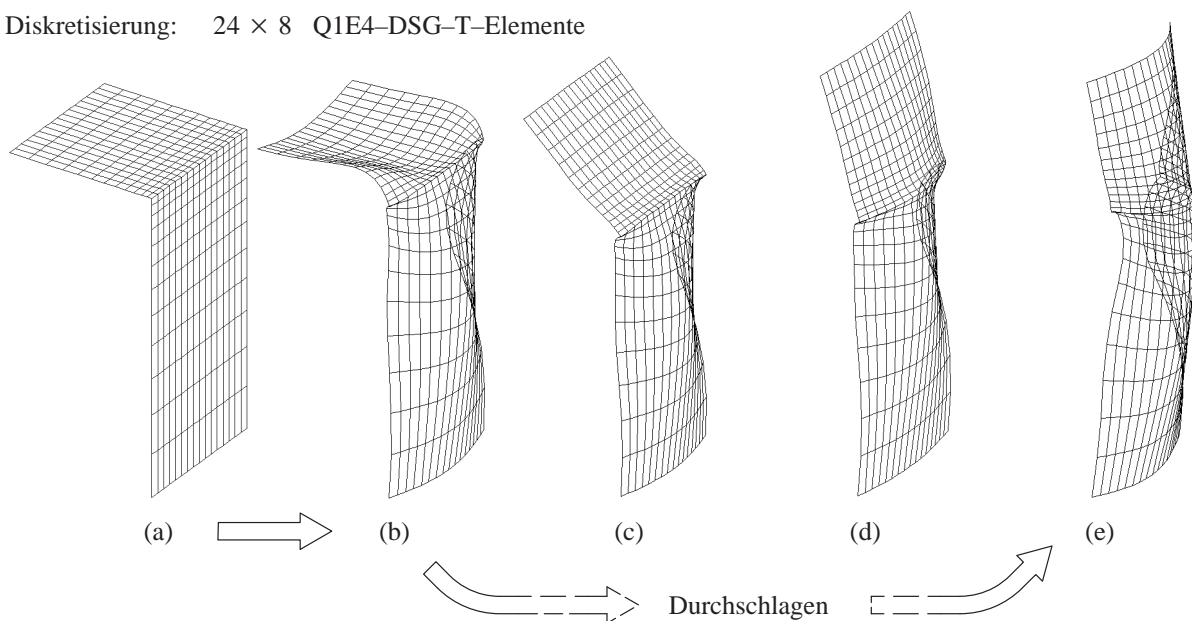 Diskretisierung: 24 × 8 Q1E4–DSG–T–Elemente
(a) (b) (c) (d) (e)
Durchschlagen